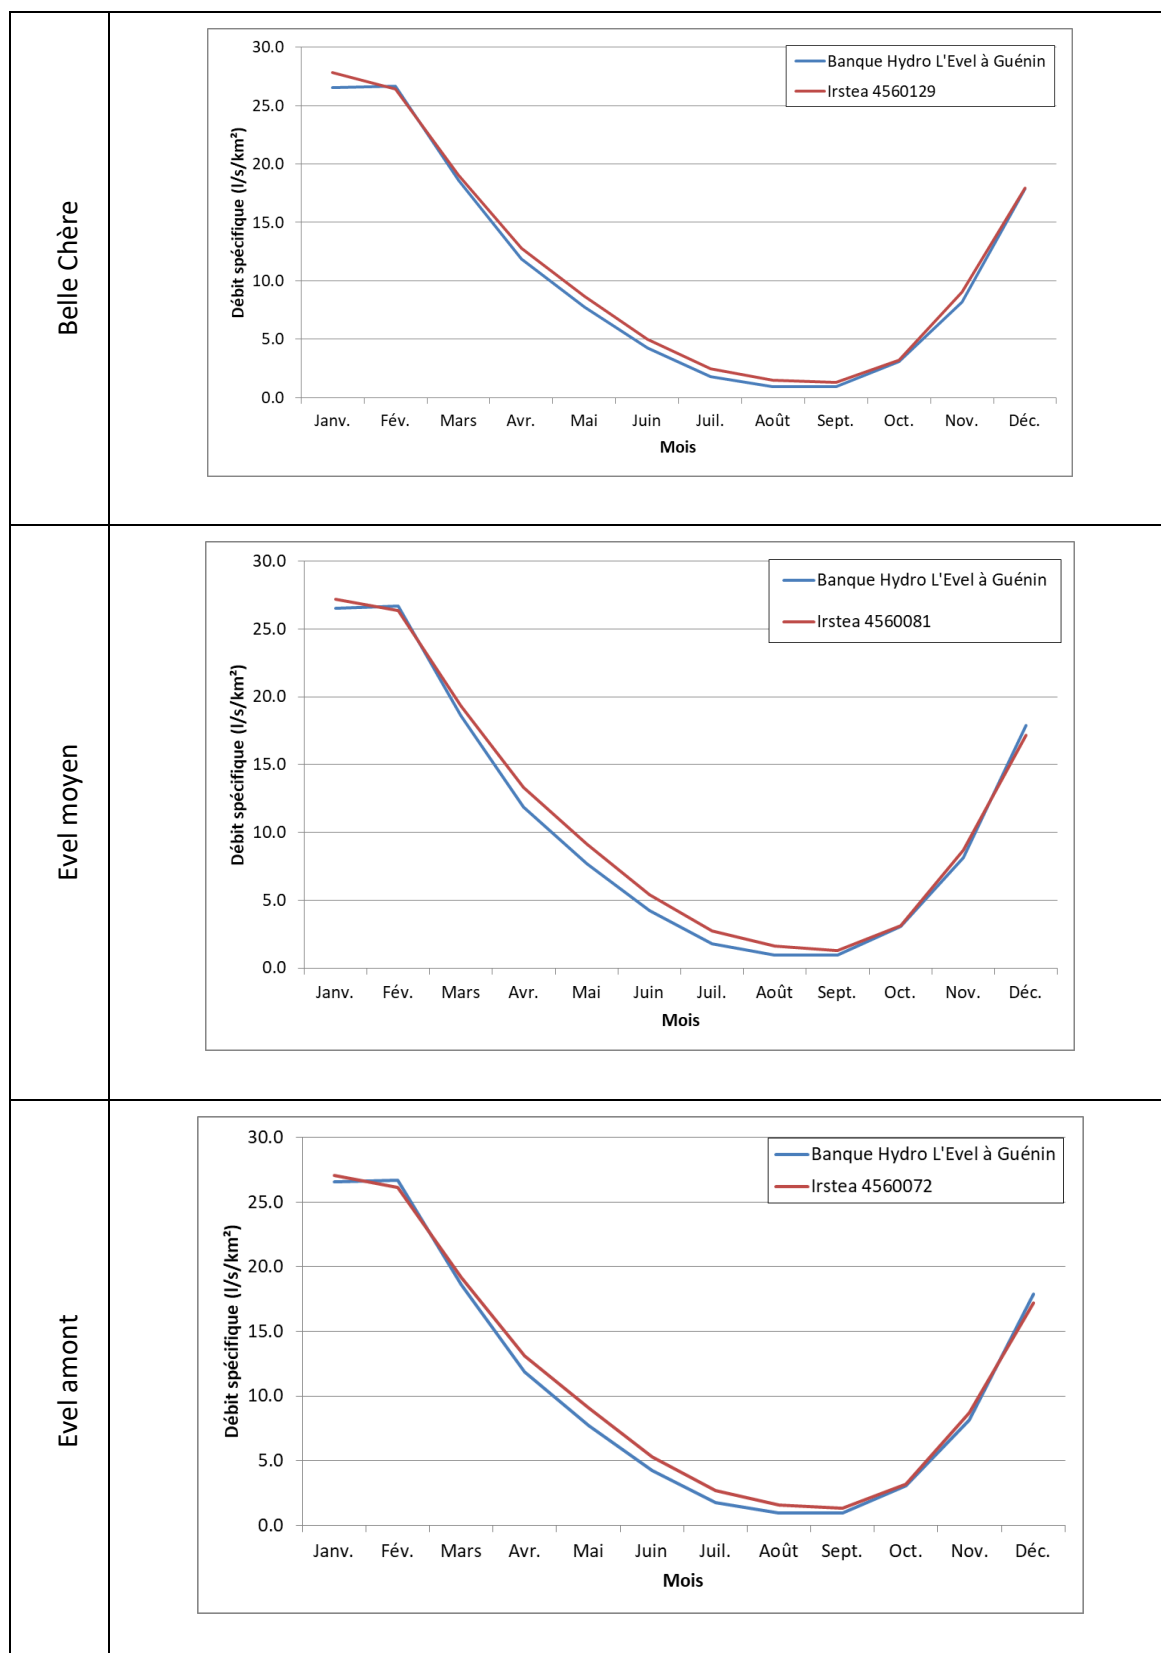 Belle Chère
30.0
25.0
20.0
15.0
10.0
5.0
0.0
Débit spécifique (l/s/km²)
Banque Hydro L'Evel à Guénin
Irstea 4560129
Janv. Fév. Mars Avr. Mai Juin Juil. Août Sept. Oct. Nov. Déc.
Mois
Evel moyen
30.0
25.0
20.0
15.0
10.0
5.0
0.0
Débit spécifique (l/s/km²)
Banque Hydro L'Evel à Guénin
Irstea 4560081
Janv. Fév. Mars Avr. Mai Juin Juil. Août Sept. Oct. Nov. Déc.
Mois
Evel amont
30.0
25.0
20.0
15.0
10.0
5.0
0.0
Débit spécifique (l/s/km²)
Banque Hydro L'Evel à Guénin
Irstea 4560072
Janv. Fév. Mars Avr. Mai Juin Juil. Août Sept. Oct. Nov. Déc.
Mois